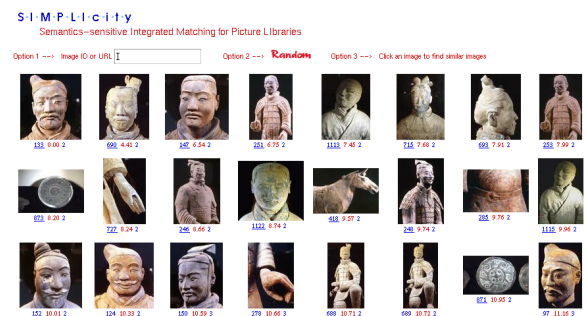 S·I·M·P·L·I·c·i·t·y
Semantics-sensitive Integrated Matching for Picture LIbraries
Option 1 --> Image ID or URL Option 2 --> Random Option 3 --> Click an image to find similar images
133 0.00 2 690 4.41 2 147 6.54 2 251 6.75 2 1113 7.45 2 715 7.68 2 693 7.91 2 253 7.99 2
873 8.20 2 727 8.24 2 246 8.66 2 1122 8.74 2 418 9.57 2 248 9.74 2 285 9.76 2 1115 9.96 2
152 10.01 2 124 10.33 2 150 10.59 3 278 10.66 3 688 10.71 2 689 10.72 2 871 10.95 2 97 11.16 3